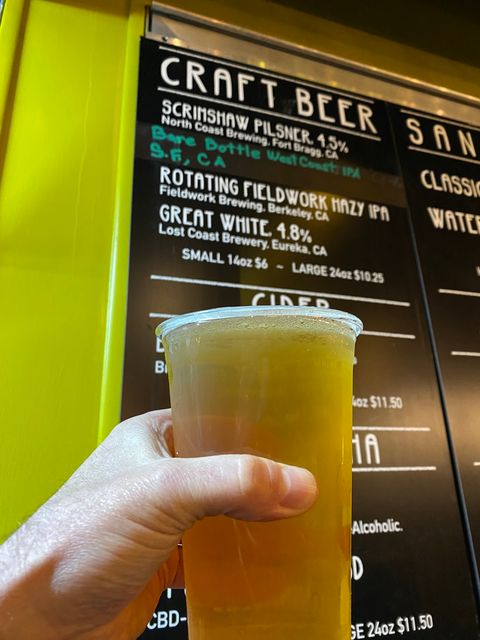 CRAFT BEER
SCRIMSHAW PILSNER, 4.5%
North Coast Brewing, Fort Bragg, CA
Bare Bottle West Coast IPA
S.F, CA
ROTATING FIELDWORK HAZY IPA
Fieldwork Brewing, Berkeley, CA
GREAT WHITE, 4.8%
Lost Coast Brewery, Eureka, CA
SMALL 14oz $6 ~ LARGE 24oz $10.25
CIDER
4oz $11.50
-Alcoholic.
CBD-
24oz $11.50
SAN
CLASSIC
WATER